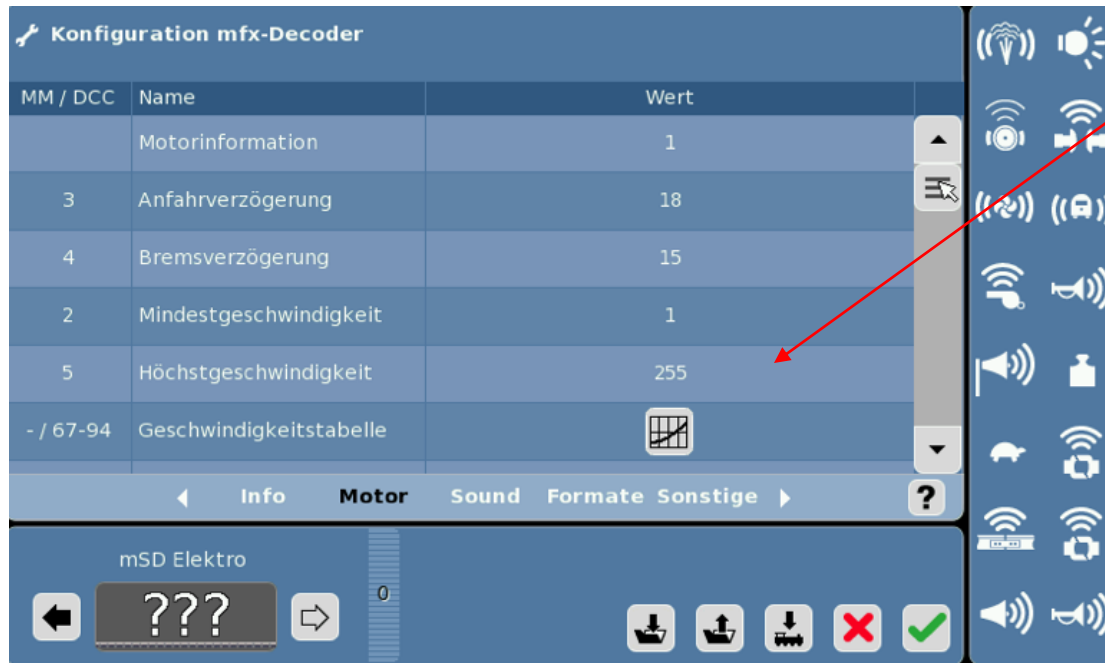 Konfiguration mfx-Decoder
MM / DCC Name Wert
Motorinformation 1
3 Anfahrverzögerung 18
4 Bremsverzögerung 15
2 Mindestgeschwindigkeit 1
5 Höchstgeschwindigkeit 255
- / 67-94 Geschwindigkeitstabelle
Info Motor Sound Formate Sonstige ?
mSD Elektro
??? 0